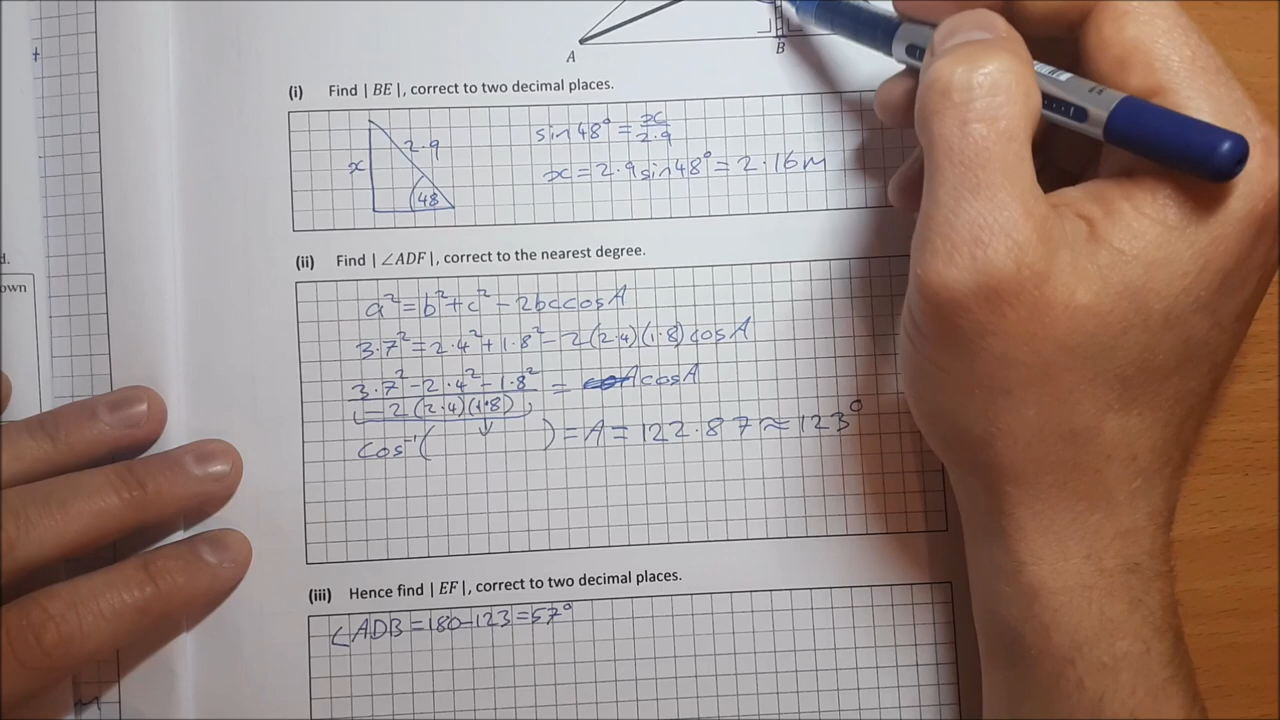 A
B
(i) Find | BE |, correct to two decimal places.
x 2.9 48
sin 48° = x/2.9
x = 2.9 sin 48° = 2.16m
(ii) Find | ∠ADF |, correct to the nearest degree.
a² = b² + c² - 2bc cos A
3.7² = 2.4² + 1.8² - 2(2.4)(1.8) cos A
3.7² - 2.4² - 1.8² / -2(2.4)(1.8) = cos A
cos⁻¹( ) = A = 122.87 ≈ 123°
(iii) Hence find | EF |, correct to two decimal places.
∠ADB = 180 - 123 = 57°
d.
own